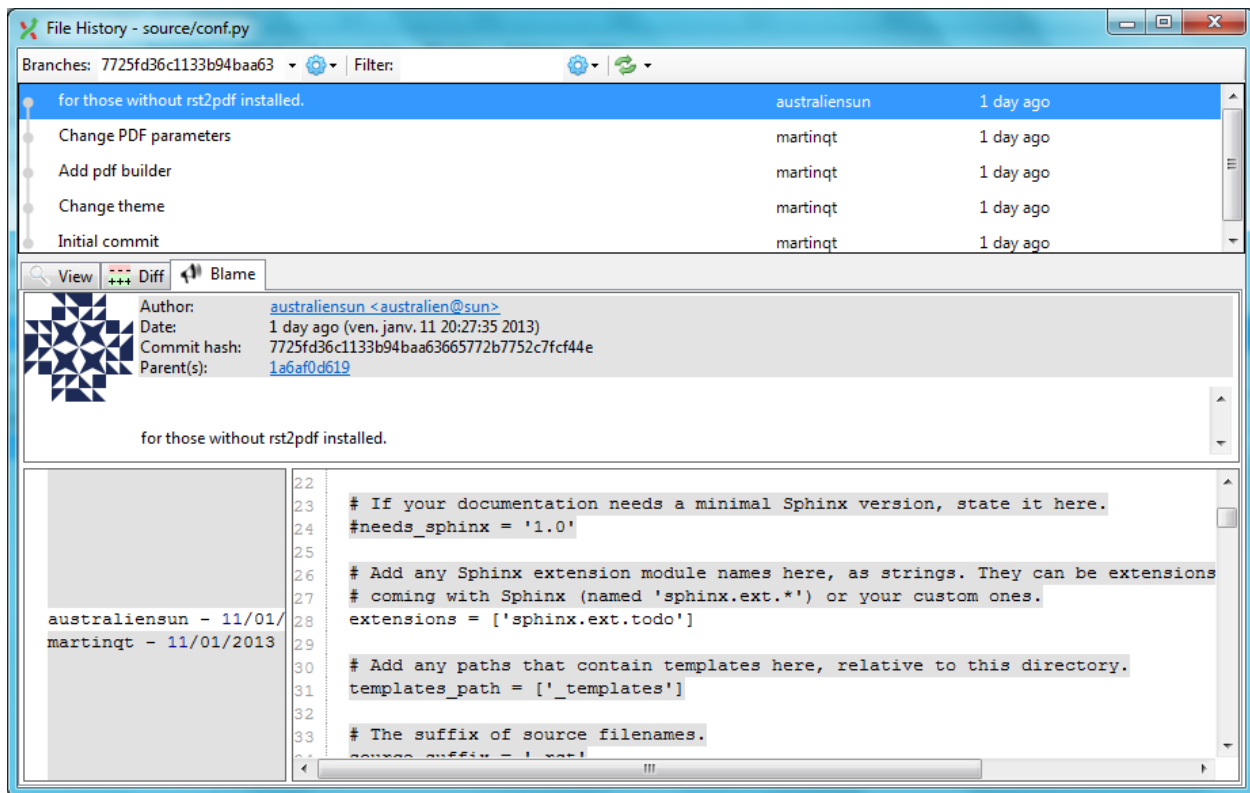 File History - source/conf.py
Branches: 7725fd36c1133b94baa63 Filter:
for those without rst2pdf installed. australiensun 1 day ago
Change PDF parameters martinqt 1 day ago
Add pdf builder martinqt 1 day ago
Change theme martinqt 1 day ago
Initial commit martinqt 1 day ago
View Diff Blame
Author: australiensun <australien@sun>
Date: 1 day ago (ven. janv. 11 20:27:35 2013)
Commit hash: 7725fd36c1133b94baa63665772b7752c7fcf44e
Parent(s): 1a6af0d619
for those without rst2pdf installed.
22
23 # If your documentation needs a minimal Sphinx version, state it here.
24 #needs_sphinx = '1.0'
25
26 # Add any Sphinx extension module names here, as strings. They can be extensions
27 # coming with Sphinx (named 'sphinx.ext.*') or your custom ones.
australiensun - 11/01/ 28 extensions = ['sphinx.ext.todo']
martinqt - 11/01/2013 29
30 # Add any paths that contain templates here, relative to this directory.
31 templates_path = ['_templates']
32
33 # The suffix of source filenames.
source_suffix = '.rst'